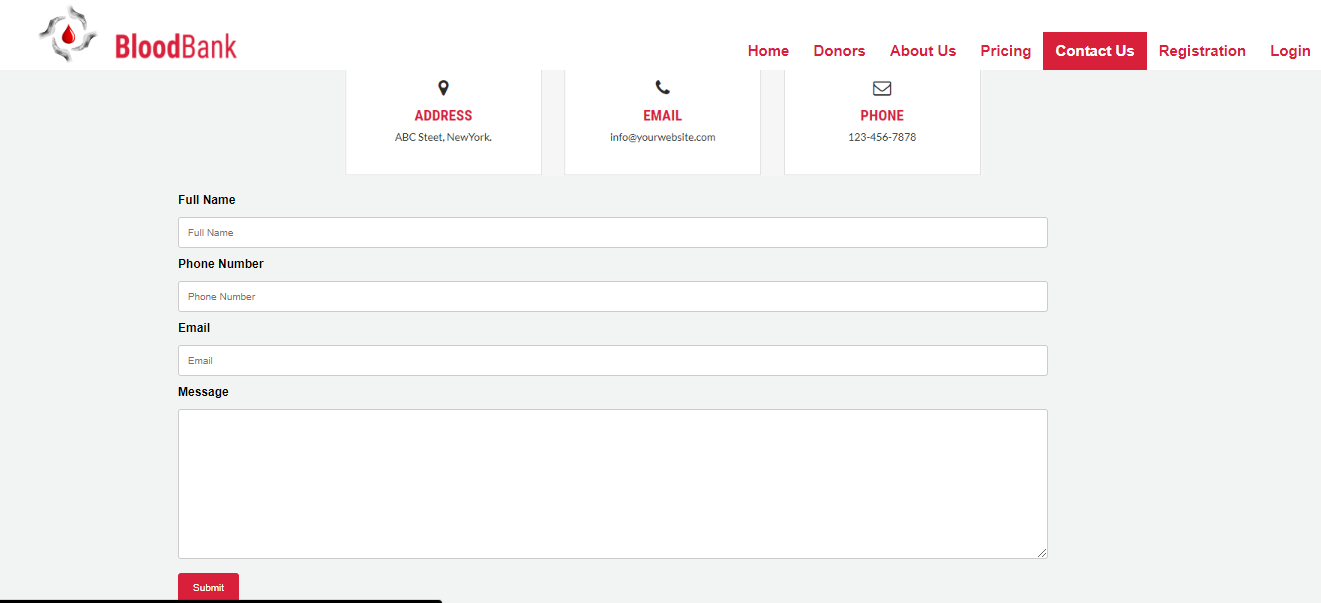 BloodBank
Home Donors About Us Pricing Contact Us Registration Login
ADDRESS EMAIL PHONE
ABC Steet, NewYork. info@yourwebsite.com 123-456-7878
Full Name
Full Name
Phone Number
Phone Number
Email
Email
Message
Submit